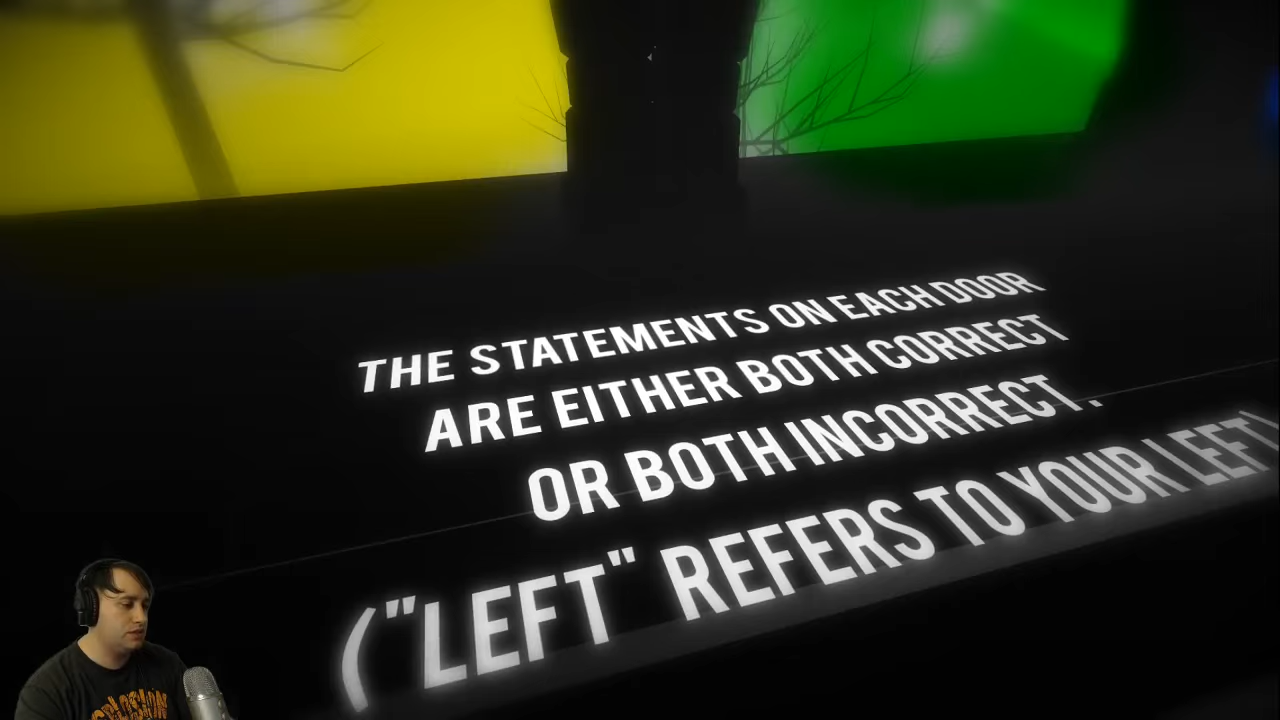 THE STATEMENTS ON EACH DOOR
ARE EITHER BOTH CORRECT
OR BOTH INCORRECT.
("LEFT" REFERS TO YOUR LEFT)